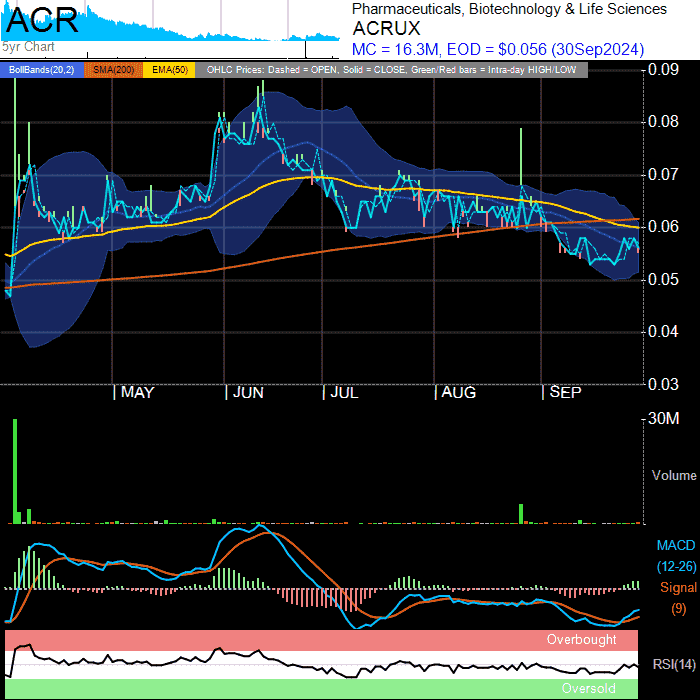 ACR
5yr Chart
Pharmaceuticals, Biotechnology & Life Sciences
ACRUX
MC = 16.3M, EOD = $0.056 (30Sep2024)
BollBands(20,2) SMA(200) EMA(50) OHLC Prices: Dashed = OPEN, Solid = CLOSE, Green/Red bars = Intra-day HIGH/LOW
0.09
0.08
0.07
0.06
0.05
0.04
0.03
MAY JUN JUL AUG SEP
30M
Volume
MACD
(12-26)
Signal
(9)
Overbought
RSI(14)
Oversold